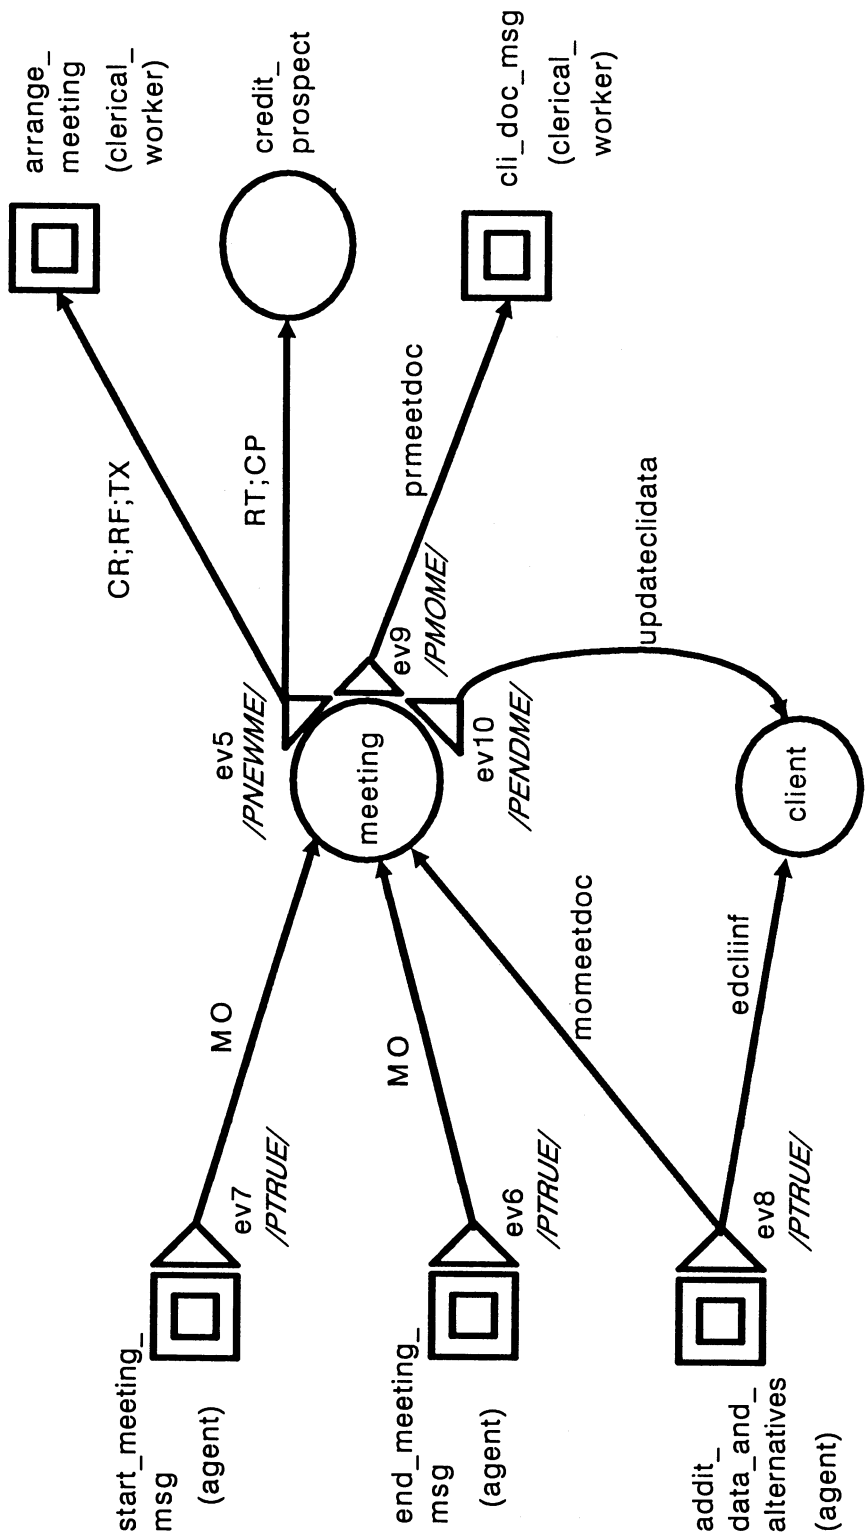 start_meeting_
msg
(agent)
ev7
/PTRUE/
MO
end_meeting_
msg
(agent)
ev6
/PTRUE/
MO
addit_
data_and_
alternatives
(agent)
ev8
/PTRUE/
momeetdoc
edcliinf
meeting
ev5
/PNEWME/
ev9
/PMOME/
ev10
/PENDME/
client
updateclidata
CR;RF;TX
RT;CP
prmeetdoc
arrange_
meeting
(clerical_
worker)
credit_
prospect
cli_doc_msg
(clerical_
worker)